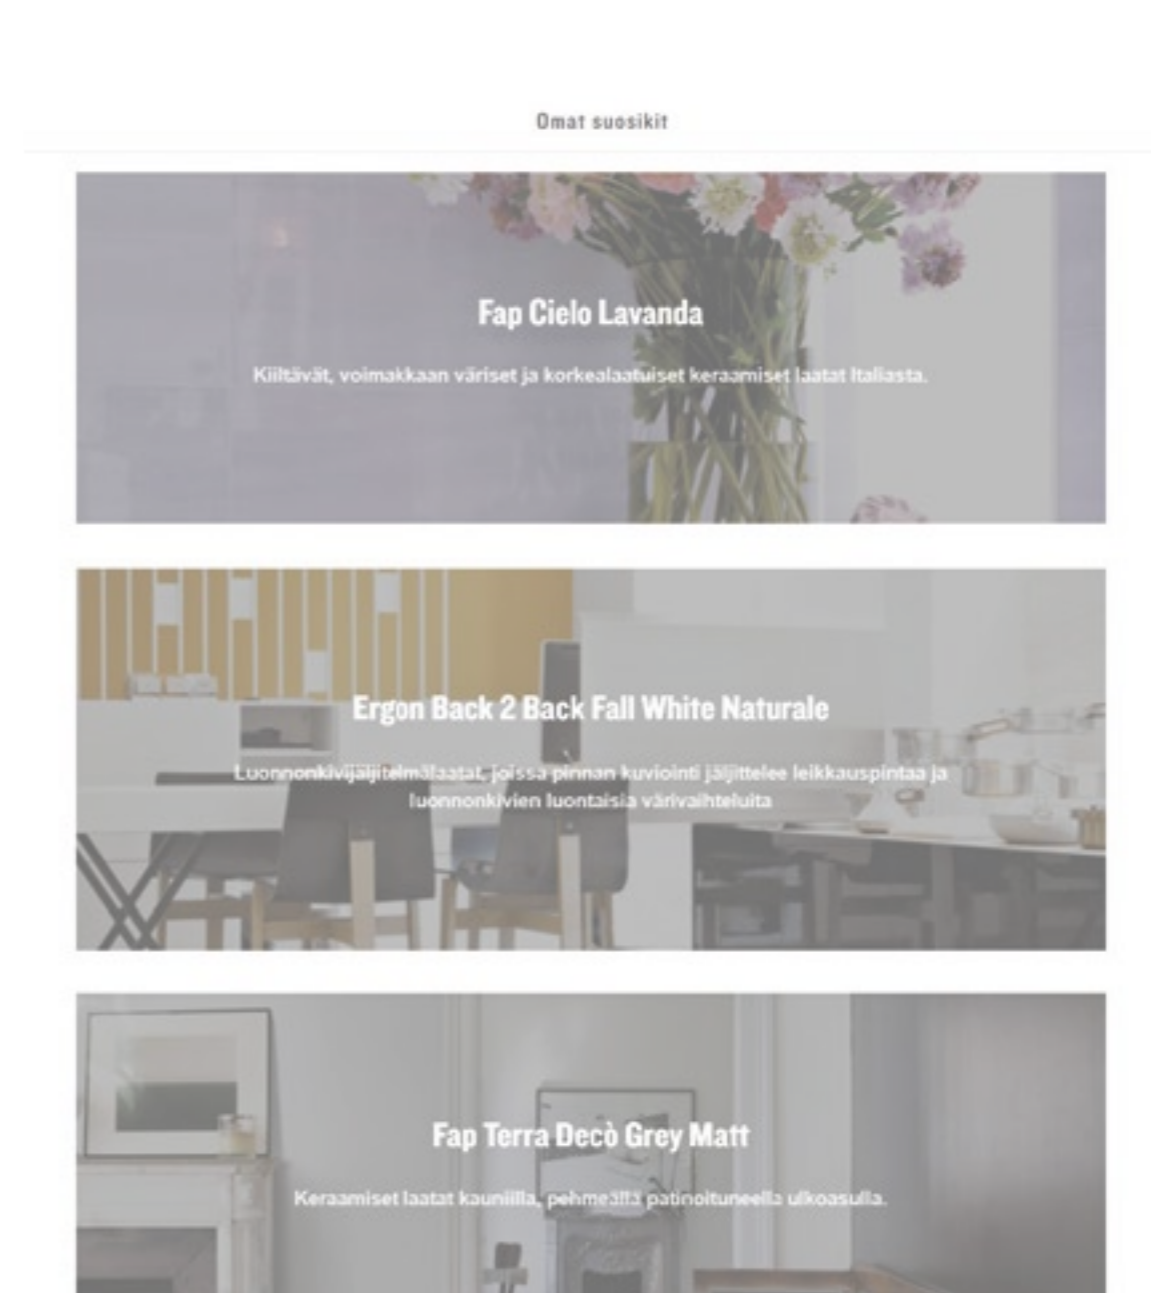 Omat suosikit
Fap Cielo Lavanda
Kiiltävät, voimakkaan väriset ja korkealaatuiset keraamiset laatat Italiasta.
Ergon Back 2 Back Fall White Naturale
Luonnonkivijäljitelmälaatat, joissa pinnan kuviointi jäljittelee leikkauspintaa ja
luonnonkivien luontaisia värivaihteluita
Fap Terra Decò Grey Matt
Keraamiset laatat kauniilla, pehmeällä patinoituneella ulkoasulla.